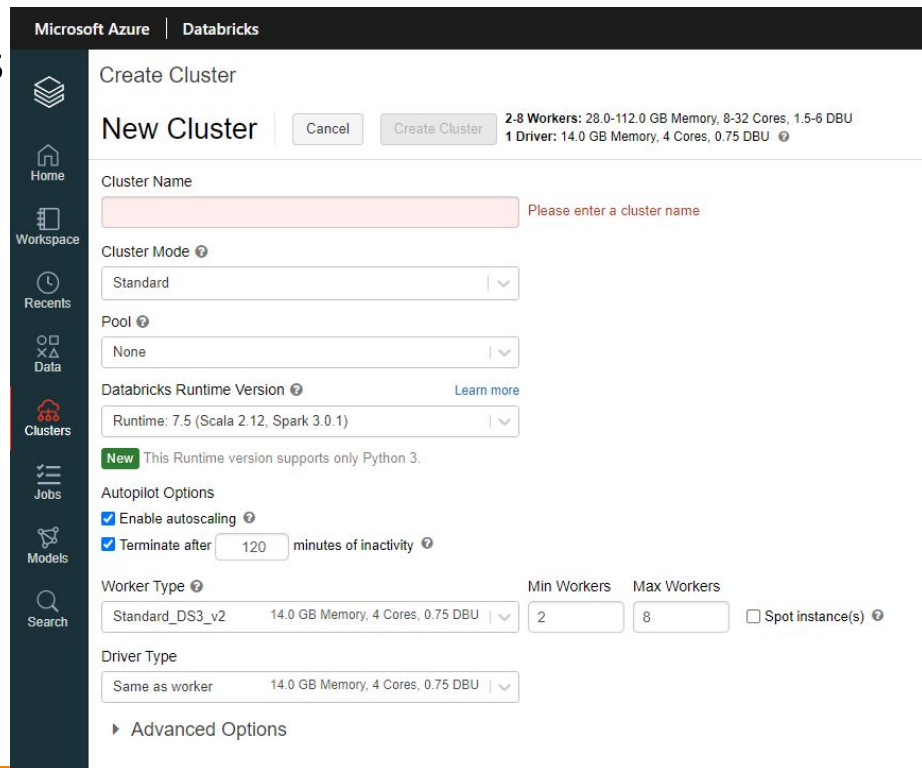 Microsoft Azure | Databricks
S
Create Cluster
New Cluster Cancel Create Cluster 2-8 Workers: 28.0-112.0 GB Memory, 8-32 Cores, 1.5-6 DBU
1 Driver: 14.0 GB Memory, 4 Cores, 0.75 DBU ?
Home
Workspace
Recents
Data
Clusters
Jobs
Models
Search
Cluster Name
Please enter a cluster name
Cluster Mode ?
Standard
Pool ?
None
Databricks Runtime Version ? Learn more
Runtime: 7.5 (Scala 2.12, Spark 3.0.1)
New This Runtime version supports only Python 3.
Autopilot Options
Enable autoscaling ?
Terminate after 120 minutes of inactivity ?
Worker Type ? Min Workers Max Workers
Standard_DS3_v2 14.0 GB Memory, 4 Cores, 0.75 DBU 2 8 Spot instance(s) ?
Driver Type
Same as worker 14.0 GB Memory, 4 Cores, 0.75 DBU
Advanced Options